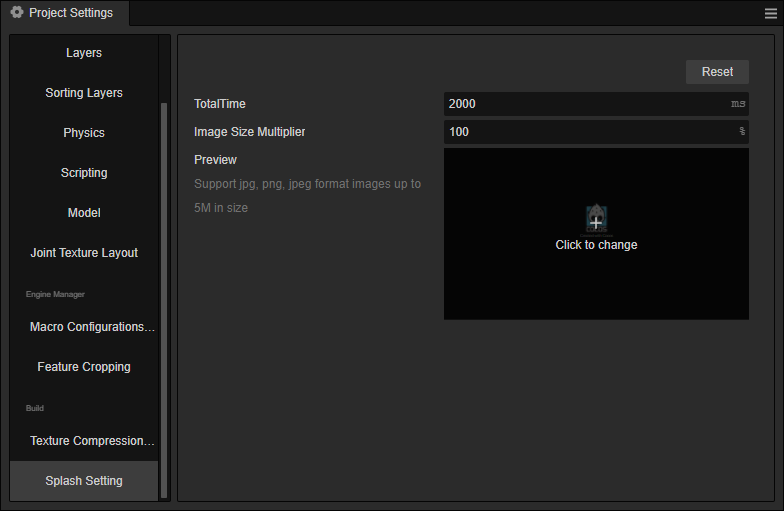 Project Settings
Layers
Sorting Layers
Physics
Scripting
Model
Joint Texture Layout
Engine Manager
Macro Configurations...
Feature Cropping
Build
Texture Compression...
Splash Setting
Reset
TotalTime
2000
ms
Image Size Multiplier
100
%
Preview
Support jpg, png, jpeg format images up to
5M in size
Click to change